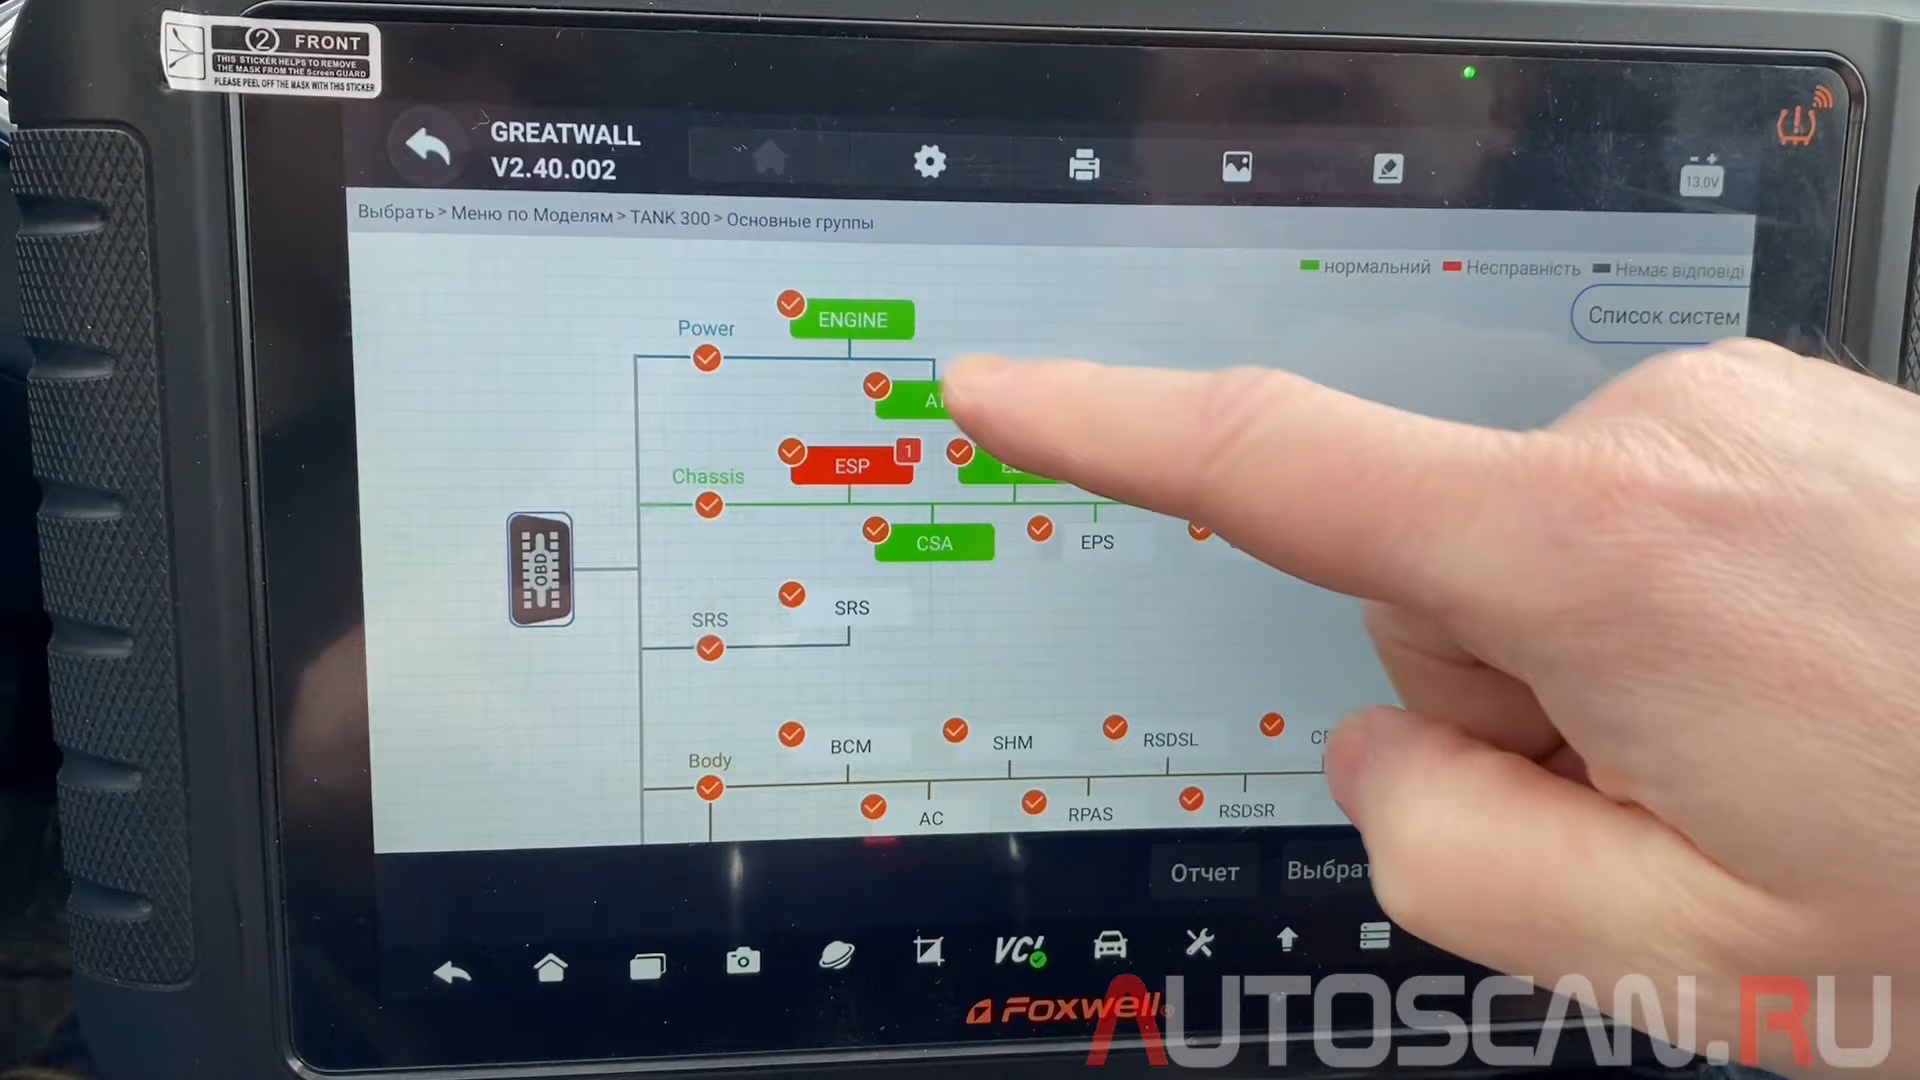 2 FRONT
THIS STICKER HELPS TO REMOVE
THE MASK FROM THE Screen GUARD
PLEASE PEEL OFF THE MASK WITH THIS STICKER
GREATWALL
V2.40.002
13.0V
Выбрать > Меню по Моделям > TANK 300 > Основные группы
нормальний Несправність Немає відповіді
Список систем
ENGINE
Power
ESP 1
Chassis
CSA
EPS
OBD
SRS
SRS
BCM
SHM
RSDSL
Body
AC
RPAS
RSDSR
Отчет
VCI
Foxwell®
AUTOSCAN.RU